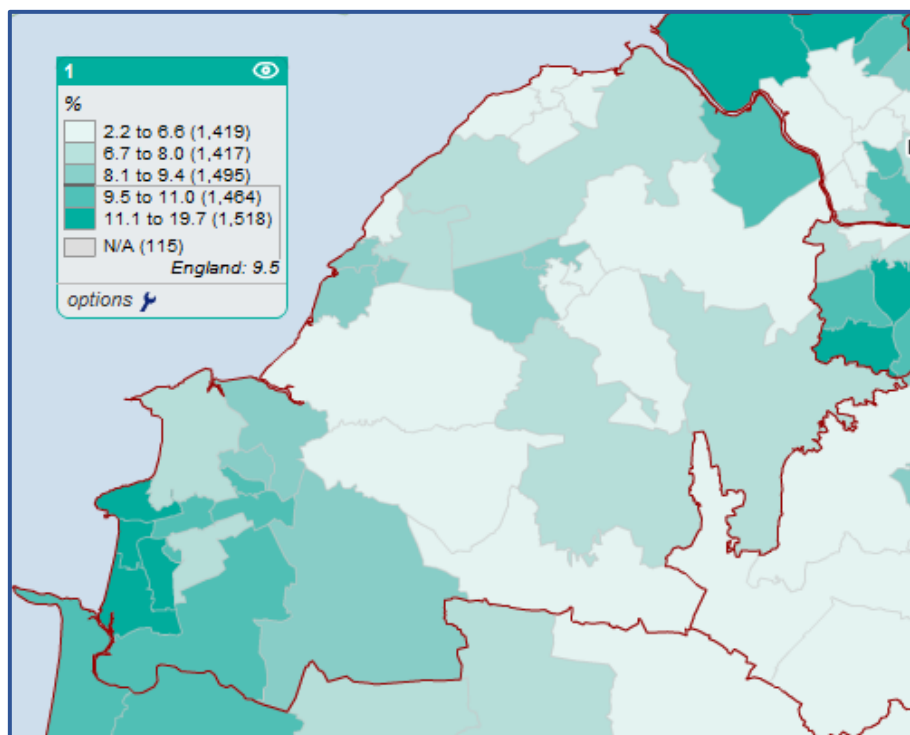 1
%
2.2 to 6.6 (1,419)
6.7 to 8.0 (1,417)
8.1 to 9.4 (1,495)
9.5 to 11.0 (1,464)
11.1 to 19.7 (1,518)
N/A (115)
England: 9.5
options